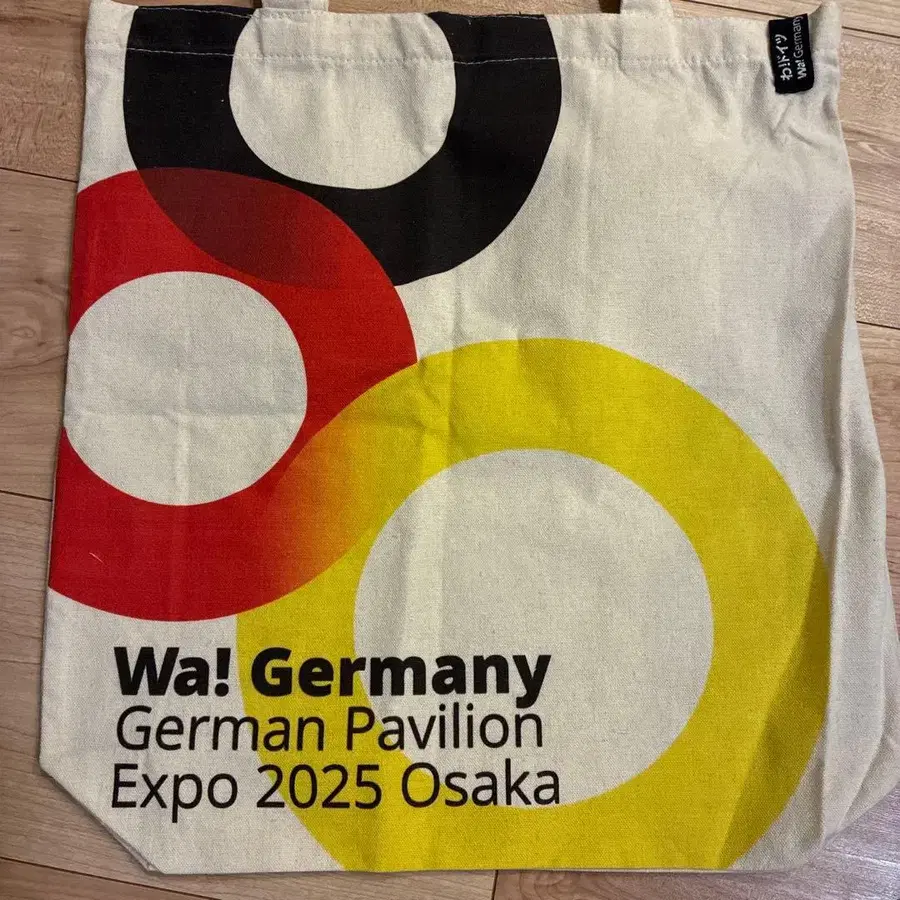 わ!ドイツ
Wa! Germany
Wa! Germany
German Pavilion
Expo 2025 Osaka